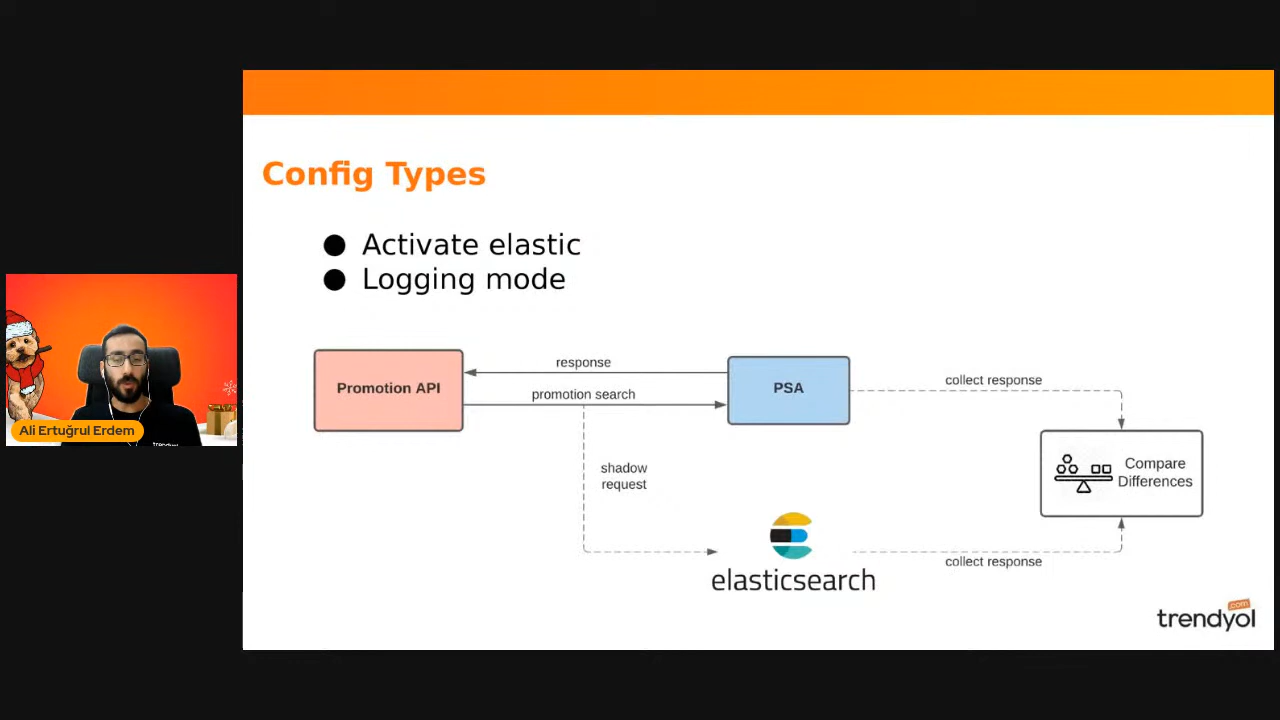 Config Types
● Activate elastic
● Logging mode
Promotion API
response
promotion search
PSA
collect response
shadow
request
Compare
Differences
elasticsearch
collect response
Ali Ertuğrul Erdem
trendyol
.com
trendyol